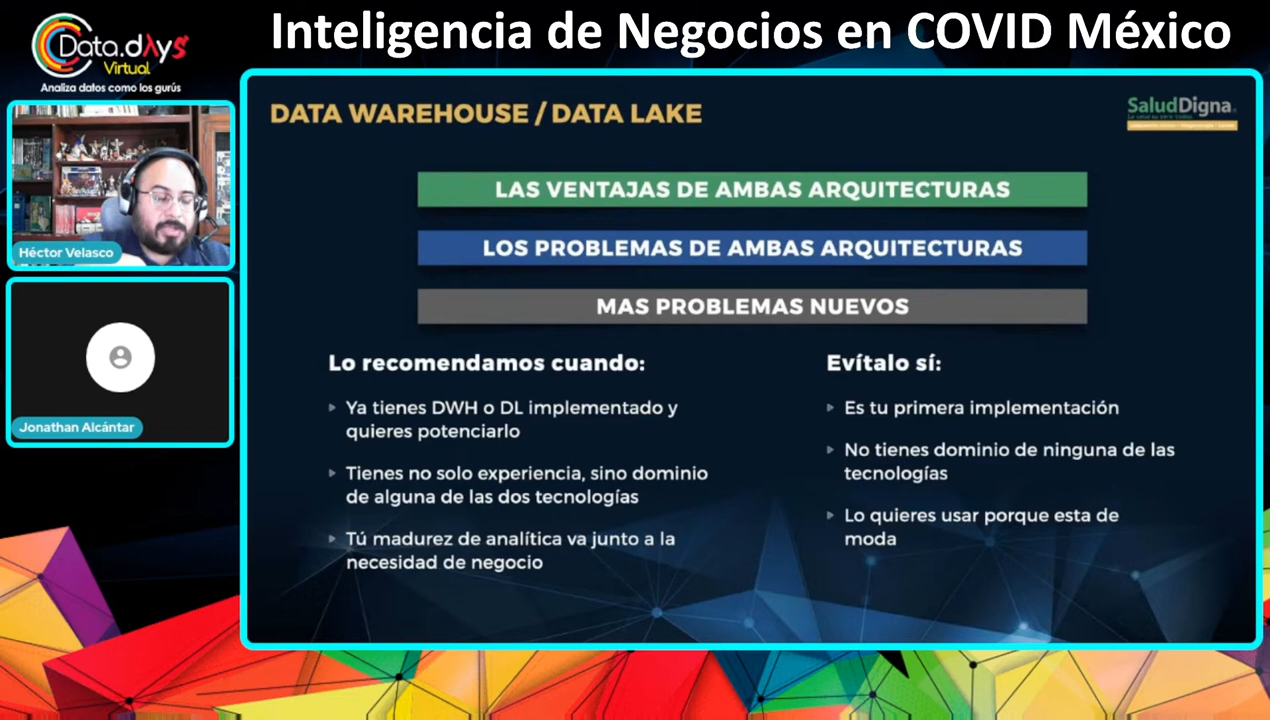 Inteligencia de Negocios en COVID México
Data.dAys
Virtual
Analiza datos como los gurús
Héctor Velasco
Jonathan Alcántar
DATA WAREHOUSE / DATA LAKE
SaludDigna
LAS VENTAJAS DE AMBAS ARQUITECTURAS
LOS PROBLEMAS DE AMBAS ARQUITECTURAS
MAS PROBLEMAS NUEVOS
Lo recomendamos cuando:
Ya tienes DWH o DL implementado y
quieres potenciarlo
Tienes no solo experiencia, sino dominio
de alguna de las dos tecnologías
Tú madurez de analítica va junto a la
necesidad de negocio
Evítalo sí:
Es tu primera implementación
No tienes dominio de ninguna de las
tecnologías
Lo quieres usar porque esta de
moda